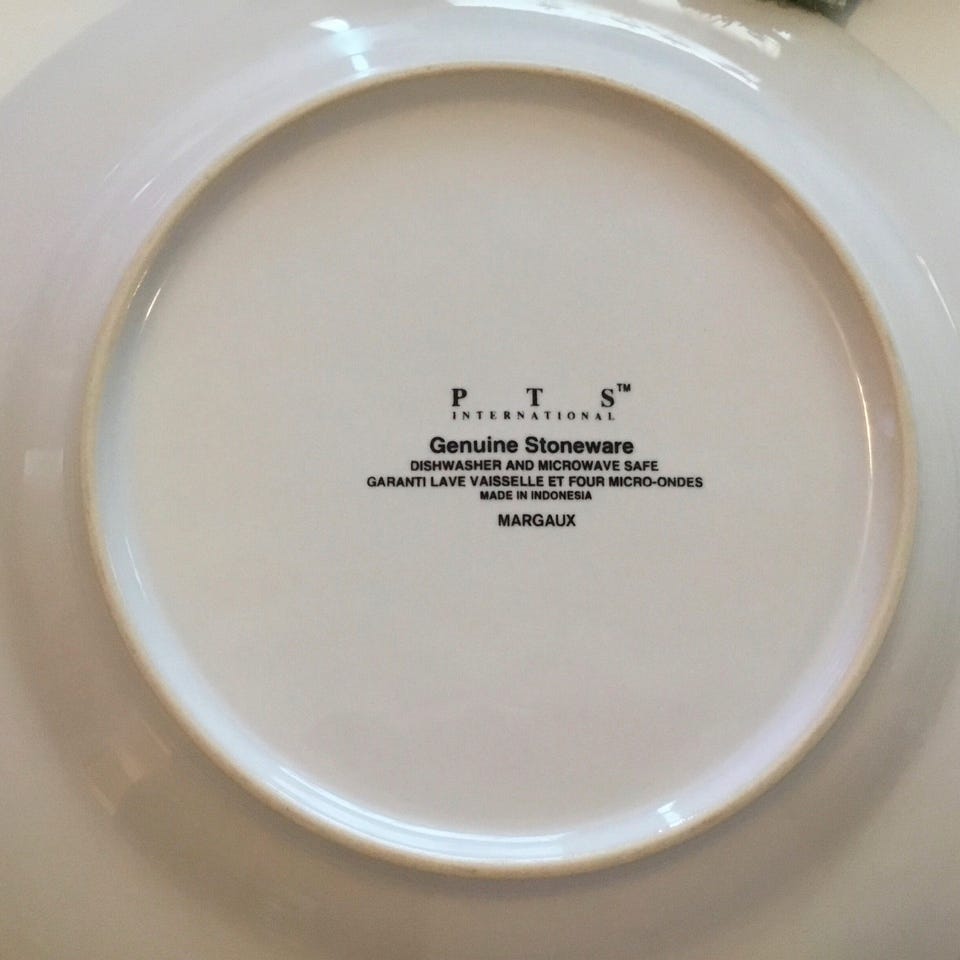 P T S™
INTERNATIONAL
Genuine Stoneware
DISHWASHER AND MICROWAVE SAFE
GARANTI LAVE VAISSELLE ET FOUR MICRO-ONDES
MADE IN INDONESIA
MARGAUX